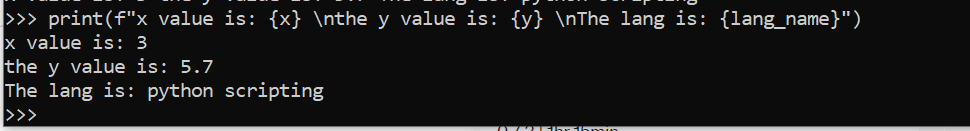 >>> print(f"x value is: {x} \nthe y value is: {y} \nThe lang is: {lang_name}")
x value is: 3
the y value is: 5.7
The lang is: python scripting
>>>